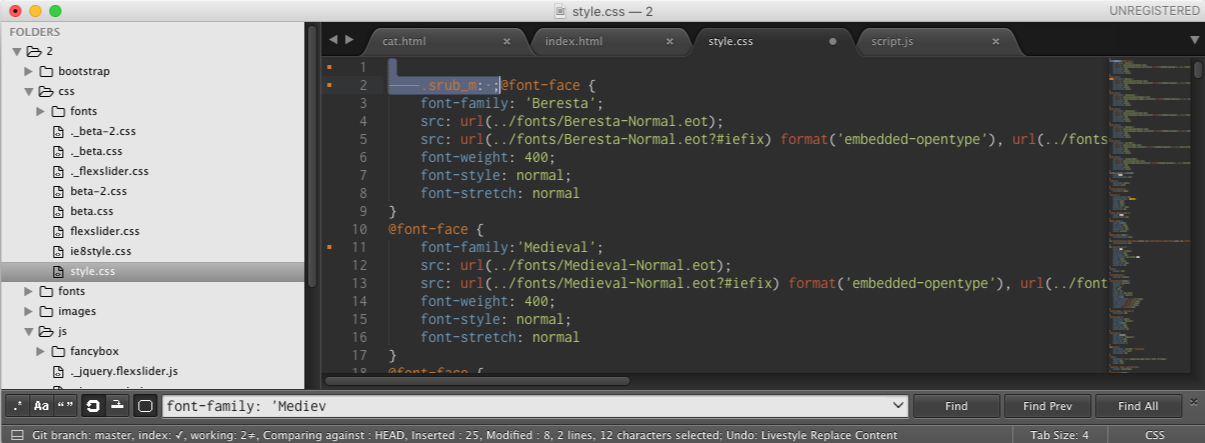 style.css — 2
UNREGISTERED
FOLDERS
2
bootstrap
css
fonts
._beta-2.css
._beta.css
._flexslider.css
beta-2.css
beta.css
flexslider.css
ie8style.css
style.css
fonts
images
js
fancybox
._jquery.flexslider.js
cat.html
index.html
style.css
script.js
1
2 .srub_m: ;@font-face {
3 font-family: 'Beresta';
4 src: url(../fonts/Beresta-Normal.eot);
5 src: url(../fonts/Beresta-Normal.eot?#iefix) format('embedded-opentype'), url(../fonts
6 font-weight: 400;
7 font-style: normal;
8 font-stretch: normal
9 }
10 @font-face {
11 font-family:'Medieval';
12 src: url(../fonts/Medieval-Normal.eot);
13 src: url(../fonts/Medieval-Normal.eot?#iefix) format('embedded-opentype'), url(../font
14 font-weight: 400;
15 font-style: normal;
16 font-stretch: normal
17 }
18 @font-face {
.* Aa “” font-family: 'Mediev Find Find Prev Find All
Git branch: master, index: ✓, working: 2≠, Comparing against : HEAD, Inserted : 25, Modified : 8, 2 lines, 12 characters selected; Undo: Livestyle Replace Content Tab Size: 4 CSS